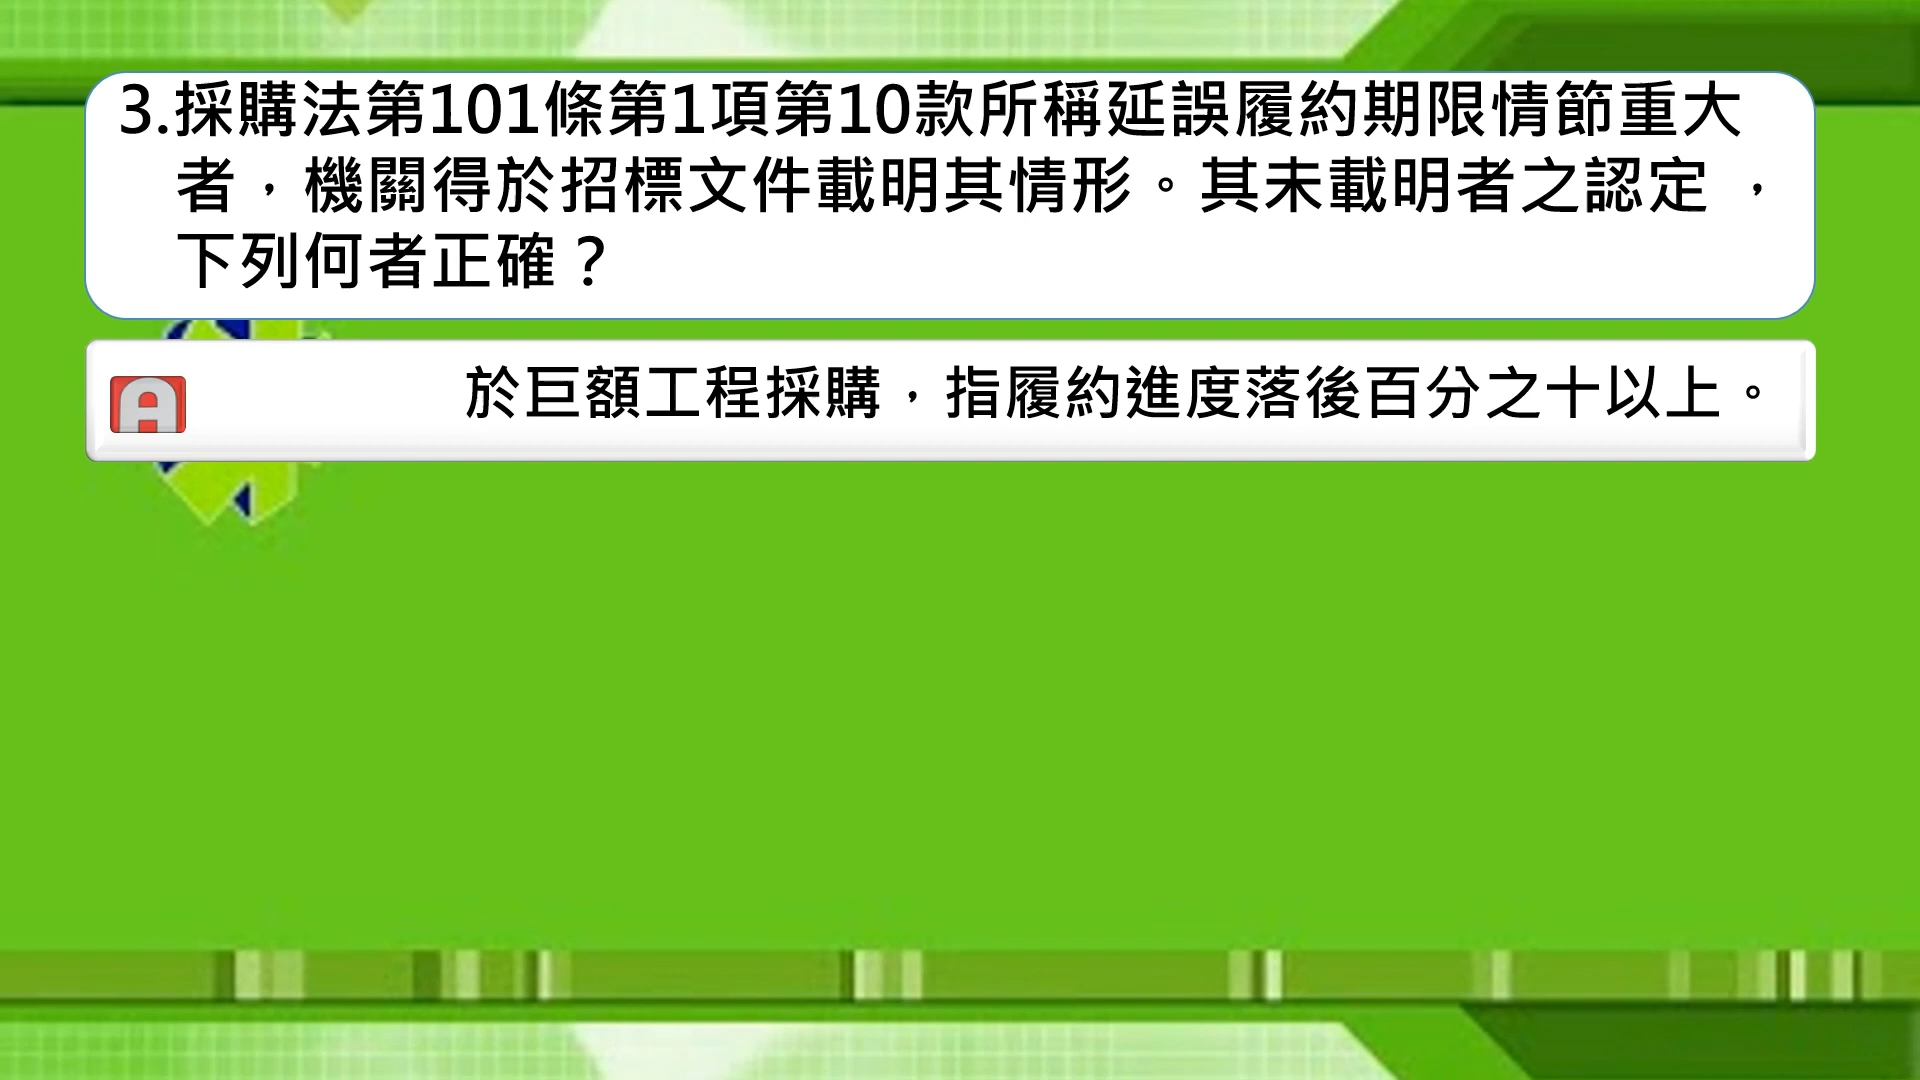 3.採購法第101條第1項第10款所稱延誤履約期限情節重大
者，機關得於招標文件載明其情形。其未載明者之認定，
下列何者正確？
A 於巨額工程採購，指履約進度落後百分之十以上。